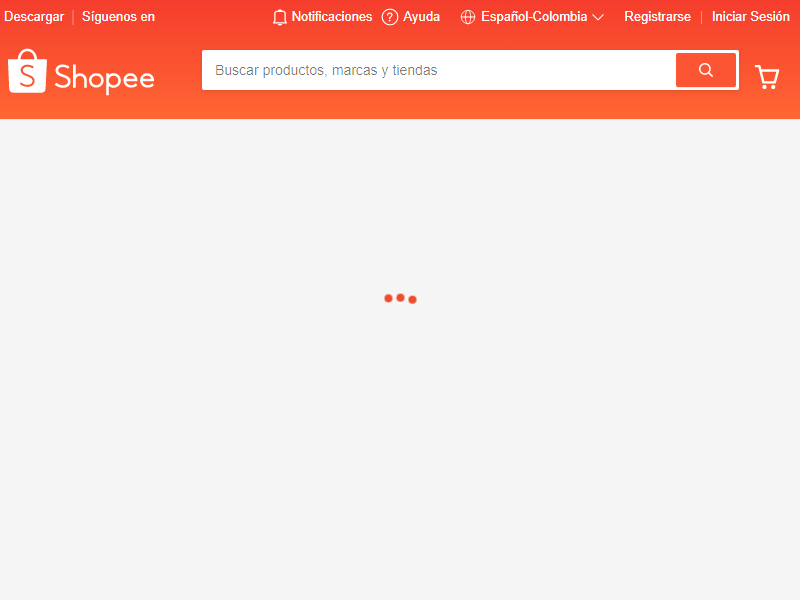 Descargar Síguenos en Notificaciones Ayuda Español-Colombia Registrarse Iniciar Sesión
Shopee
Buscar productos, marcas y tiendas